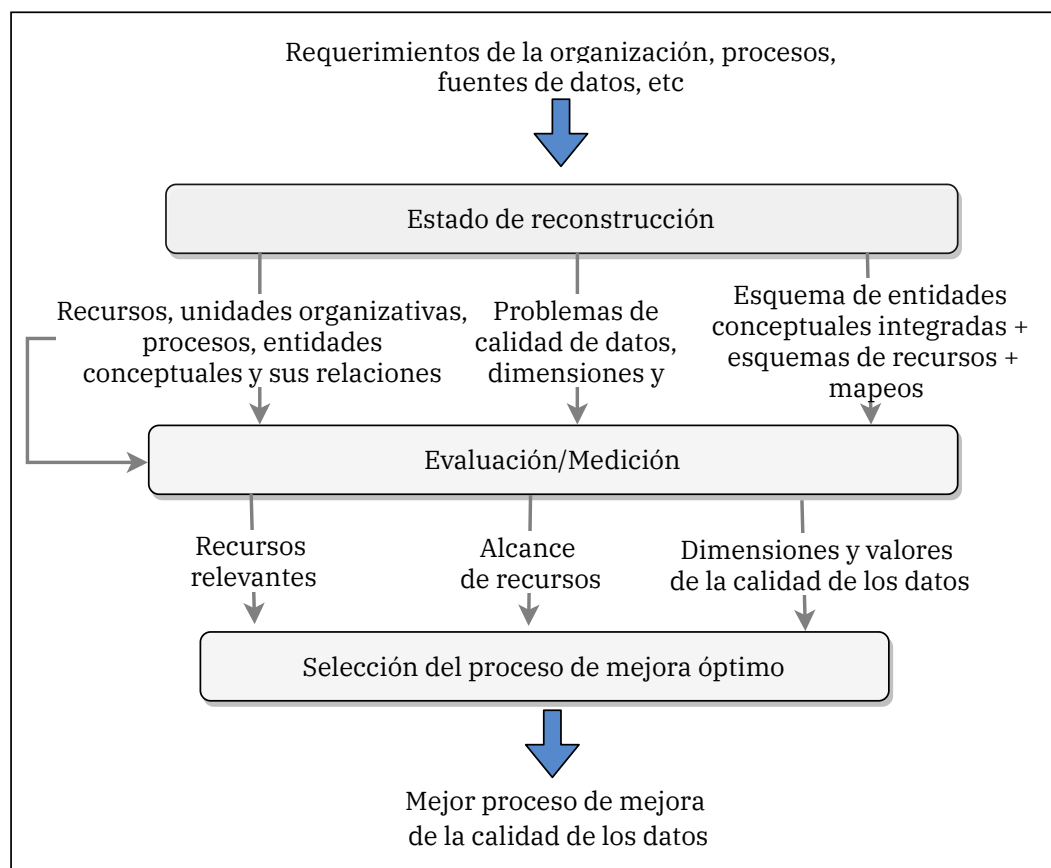 Requerimientos de la organización, procesos,
fuentes de datos, etc
Estado de reconstrucción
Recursos, unidades organizativas,
procesos, entidades
conceptuales y sus relaciones
Problemas de
calidad de datos,
dimensiones y
Esquema de entidades
conceptuales integradas +
esquemas de recursos +
mapeos
Evaluación/Medición
Recursos
relevantes
Alcance
de recursos
Dimensiones y valores
de la calidad de los datos
Selección del proceso de mejora óptimo
Mejor proceso de mejora
de la calidad de los datos